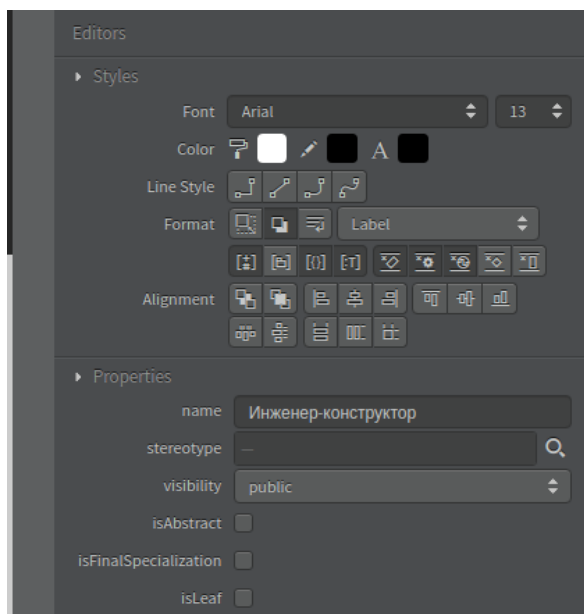 Editors
Styles
Font Arial 13
Color A
Line Style
Format Label
Alignment
Properties
name Инженер-конструктор
stereotype —
visibility public
isAbstract
isFinalSpecialization
isLeaf